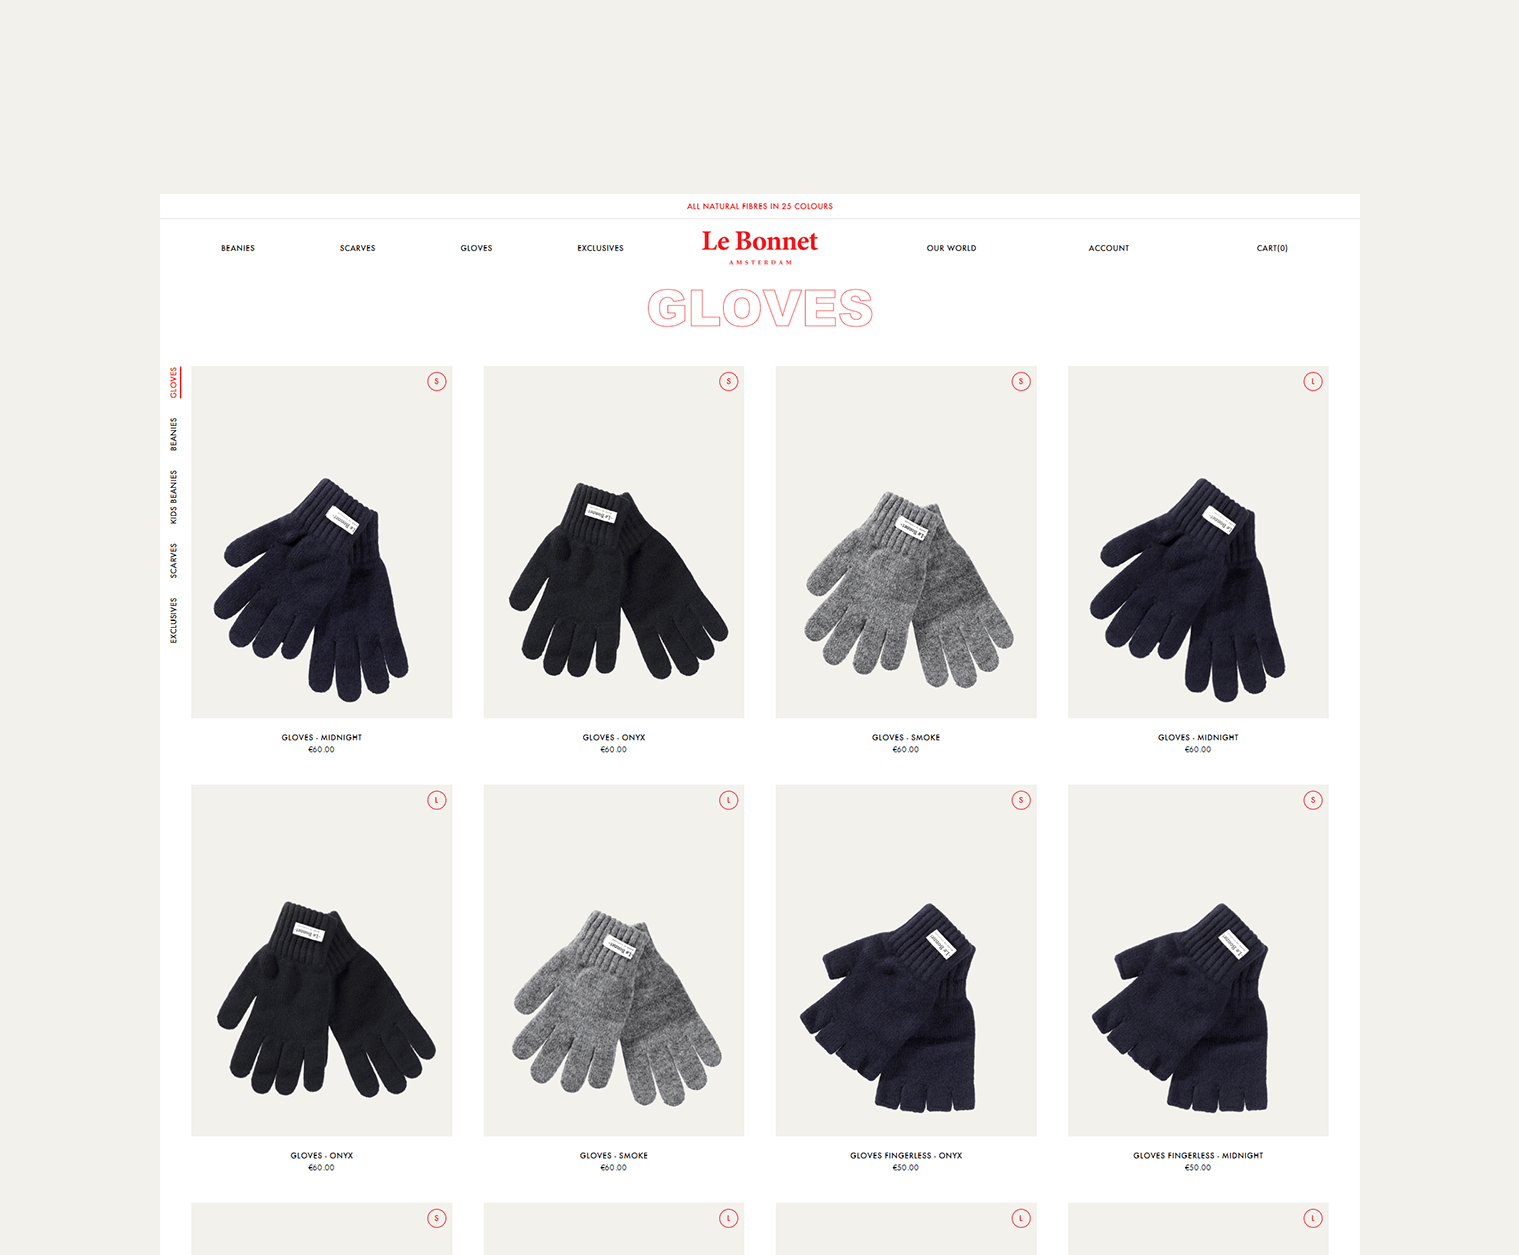 ALL NATURAL FIBRES IN 25 COLOURS
BEANIES
SCARVES
GLOVES
EXCLUSIVES
Le Bonnet
AMSTERDAM
OUR WORLD
ACCOUNT
CART(0)
GLOVES
GLOVES
BEANIES
KIDS BEANIES
SCARVES
EXCLUSIVES
S
Le Bonnet
S
Le Bonnet
S
Le Bonnet
L
Le Bonnet
GLOVES - MIDNIGHT
€60.00
GLOVES - ONYX
€60.00
GLOVES - SMOKE
€60.00
GLOVES - MIDNIGHT
€60.00
L
Le Bonnet
L
Le Bonnet
S
Le Bonnet
S
Le Bonnet
GLOVES - ONYX
€60.00
GLOVES - SMOKE
€60.00
GLOVES FINGERLESS - ONYX
€50.00
GLOVES FINGERLESS - MIDNIGHT
€50.00
S
L
L
L